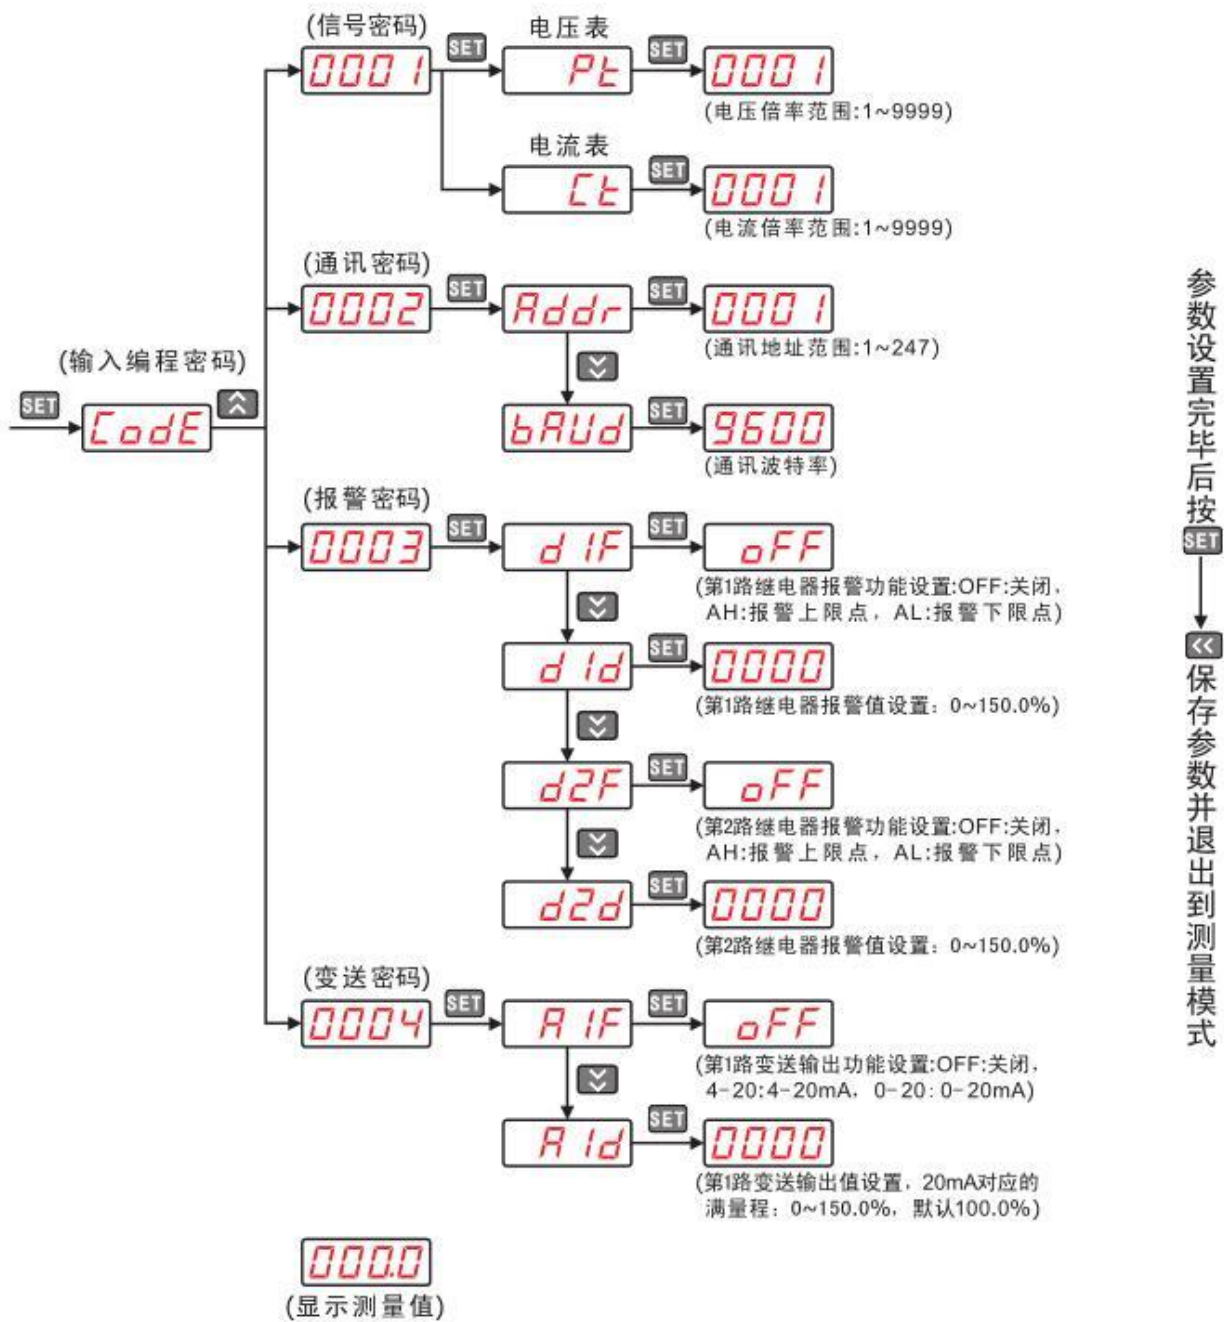 (信号密码)
0001
SET
电压表
Pt
SET
0001
(电压倍率范围:1~9999)
电流表
Ct
SET
0001
(电流倍率范围:1~9999)
(通讯密码)
0002
SET
Addr
SET
0001
(通讯地址范围:1~247)
bAUd
SET
9600
(通讯波特率)
(输入编程密码)
SET
CodE
(报警密码)
0003
SET
d1F
SET
oFF
(第1路继电器报警功能设置:OFF:关闭,
AH:报警上限点, AL:报警下限点)
d1d
SET
0000
(第1路继电器报警值设置: 0~150.0%)
d2F
SET
oFF
(第2路继电器报警功能设置:OFF:关闭,
AH:报警上限点, AL:报警下限点)
d2d
SET
0000
(第2路继电器报警值设置: 0~150.0%)
(变送密码)
0004
SET
A1F
SET
oFF
(第1路变送输出功能设置:OFF:关闭,
4-20:4-20mA, 0-20: 0-20mA)
A1d
SET
0000
(第1路变送输出值设置, 20mA对应的
满量程: 0~150.0%, 默认100.0%)
000.0
(显示测量值)
参数设置完毕后按
SET
保存参数并退出到测量模式